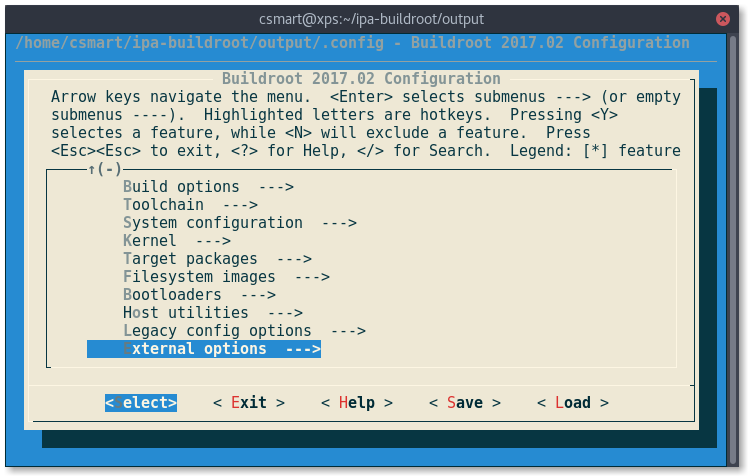 csmart@xps:~/ipa-buildroot/output
/home/csmart/ipa-buildroot/output/.config - Buildroot 2017.02 Configuration
Buildroot 2017.02 Configuration
Arrow keys navigate the menu.  <Enter> selects submenus ---> (or empty
submenus ----).  Highlighted letters are hotkeys.  Pressing <Y>
selectes a feature, while <N> will exclude a feature.  Press
<Esc><Esc> to exit, <?> for Help, </> for Search.  Legend: [*] feature
↑(-)
Build options  --->
Toolchain  --->
System configuration  --->
Kernel  --->
Target packages  --->
Filesystem images  --->
Bootloaders  --->
Host utilities  --->
Legacy config options  --->
External options  --->
<Select>    < Exit >    < Help >    < Save >    < Load >